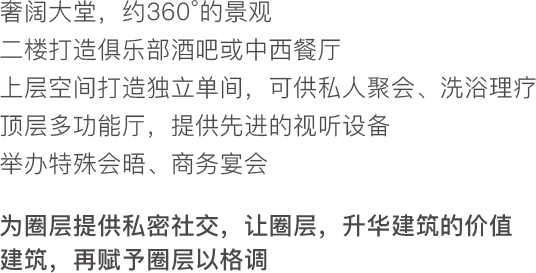 奢阔大堂，约360°的景观
二楼打造俱乐部酒吧或中西餐厅
上层空间打造独立单间，可供私人聚会、洗浴理疗
顶层多功能厅，提供先进的视听设备
举办特殊会晤、商务宴会
为圈层提供私密社交，让圈层，升华建筑的价值
建筑，再赋予圈层以格调